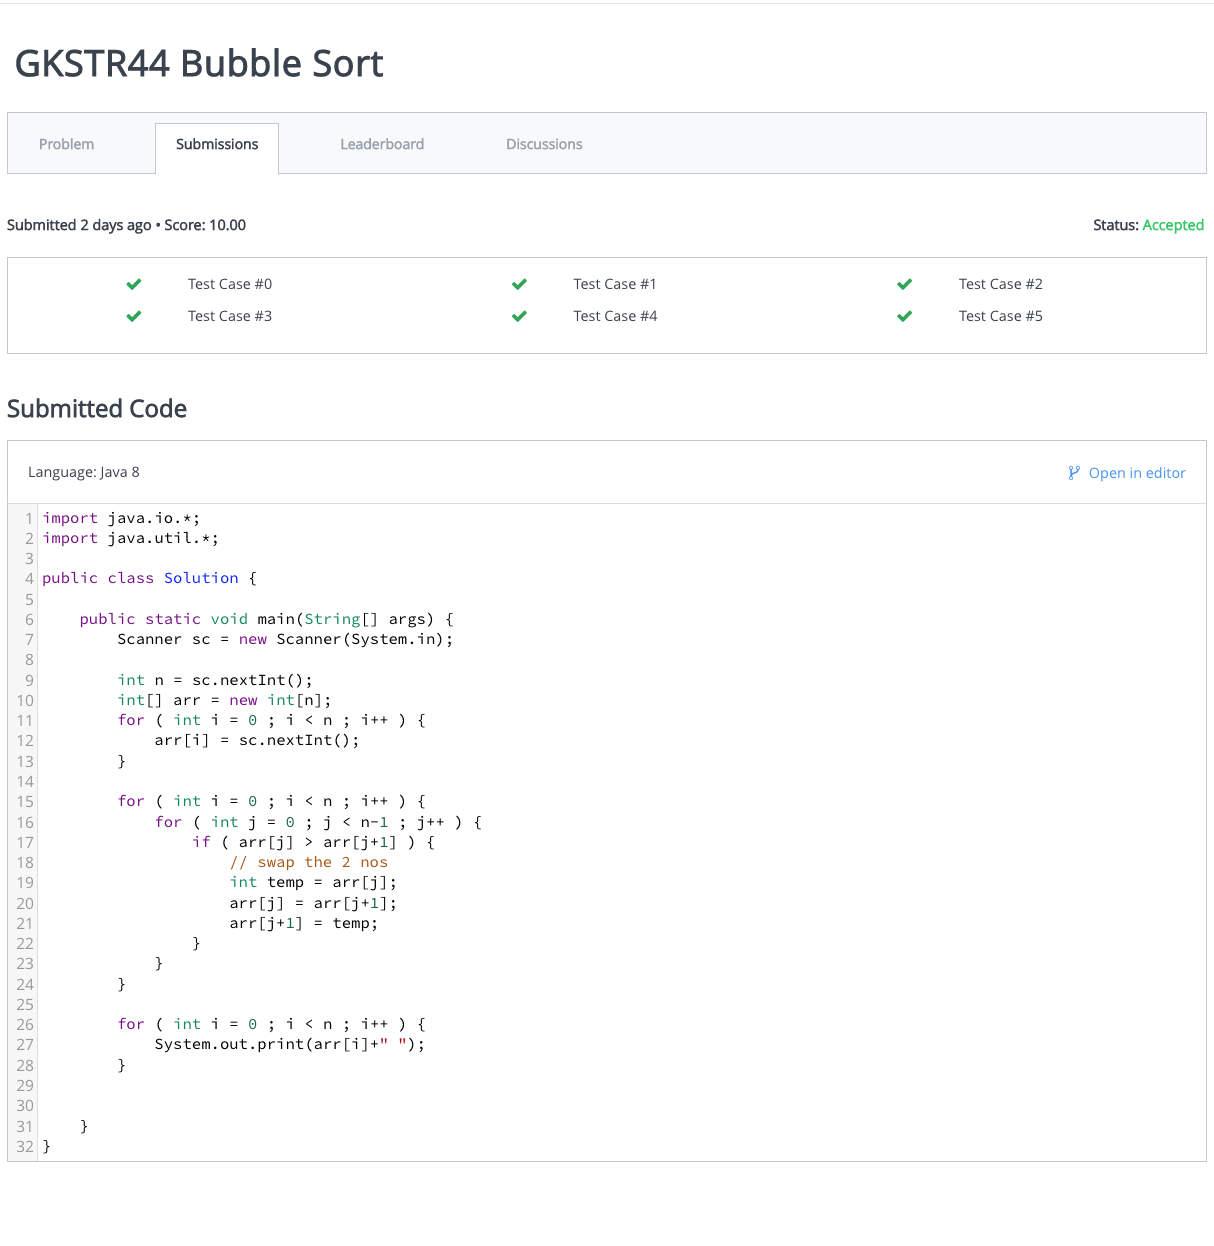 GKSTR44 Bubble Sort
Problem Submissions Leaderboard Discussions
Submitted 2 days ago • Score: 10.00 Status: Accepted
Test Case #0 Test Case #1 Test Case #2
Test Case #3 Test Case #4 Test Case #5
Submitted Code
Language: Java 8 Open in editor
1 import java.io.*;
2 import java.util.*;
3
4 public class Solution {
5
6     public static void main(String[] args) {
7         Scanner sc = new Scanner(System.in);
8
9         int n = sc.nextInt();
10         int[] arr = new int[n];
11         for ( int i = 0 ; i < n ; i++ ) {
12             arr[i] = sc.nextInt();
13         }
14
15         for ( int i = 0 ; i < n ; i++ ) {
16             for ( int j = 0 ; j < n-1 ; j++ ) {
17                 if ( arr[j] > arr[j+1] ) {
18                     // swap the 2 nos
19                     int temp = arr[j];
20                     arr[j] = arr[j+1];
21                     arr[j+1] = temp;
22                 }
23             }
24         }
25
26         for ( int i = 0 ; i < n ; i++ ) {
27             System.out.print(arr[i]+" ");
28         }
29
30
31     }
32 }